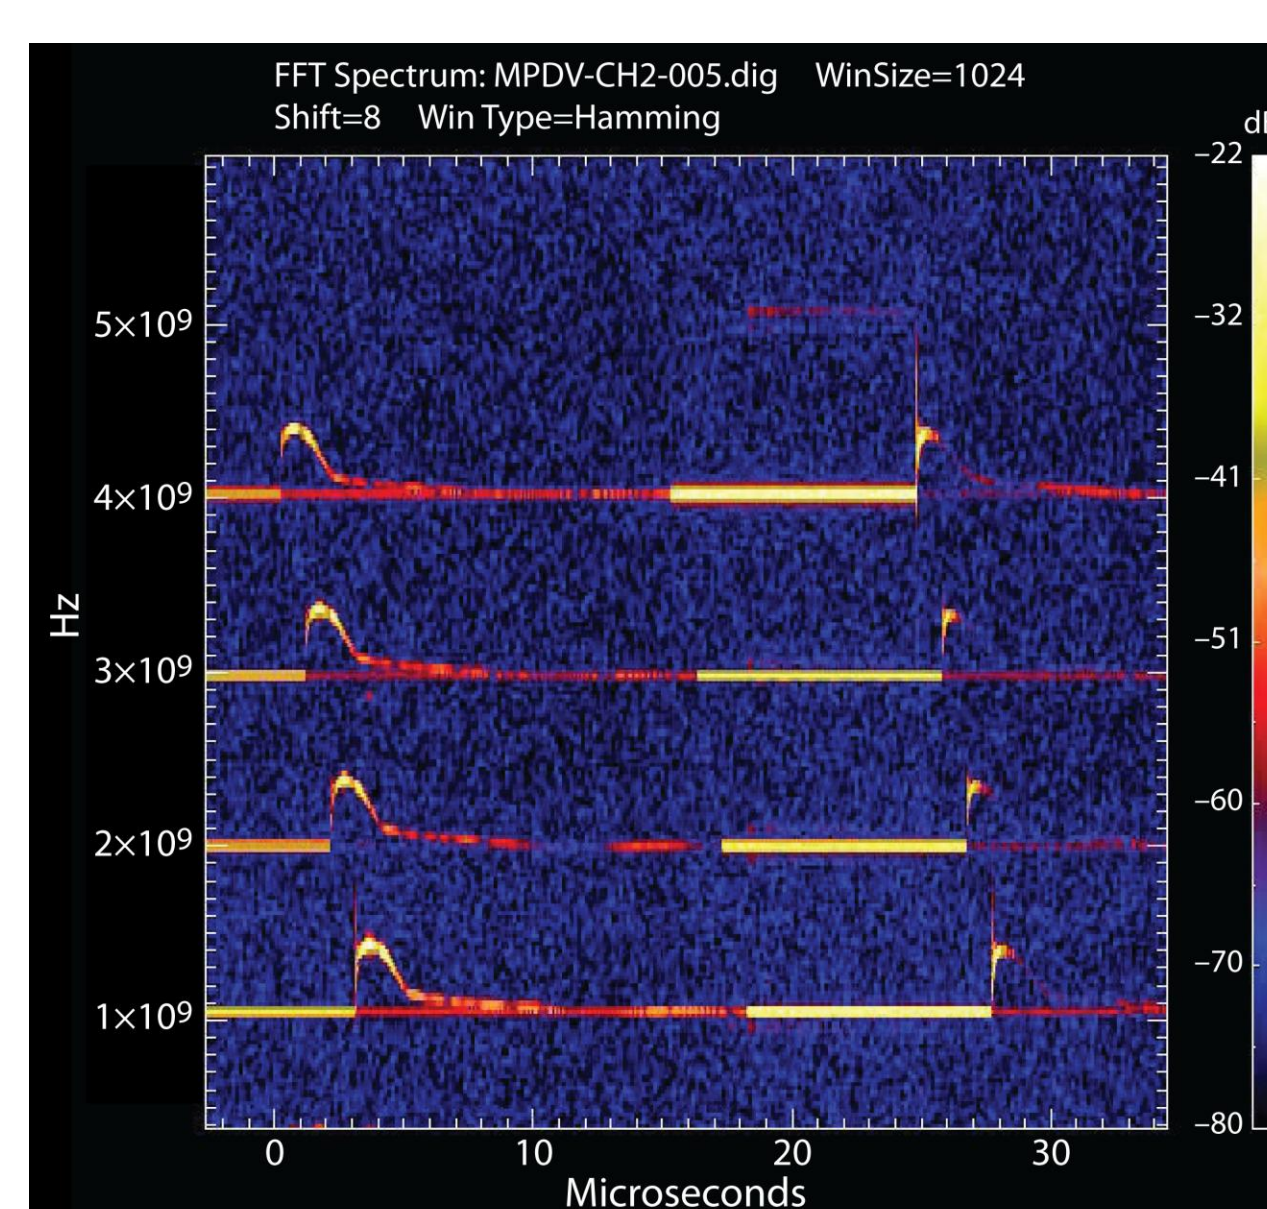 FFT Spectrum: MPDV-CH2-005.dig WinSize=1024
Shift=8 Win Type=Hamming
−22
5×10⁹
−32
4×10⁹
−41
Hz
−51
3×10⁹
−60
2×10⁹
−70
1×10⁹
−80
0 10 20 30
Microseconds